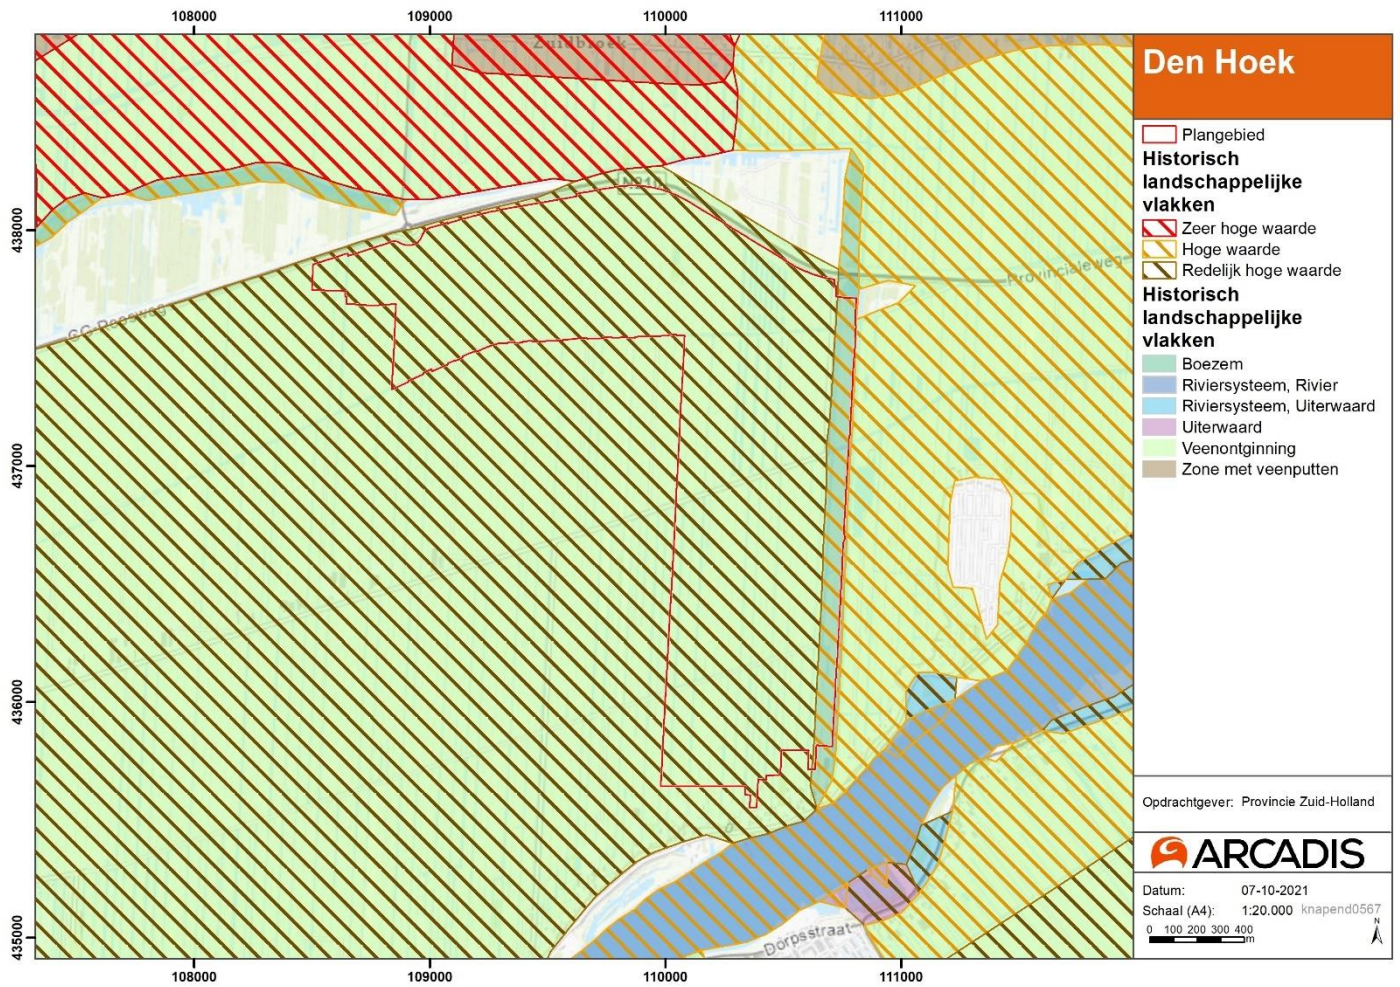 108000 109000 110000 111000
Den Hoek
Plangebied
Historisch
landschappelijke
vlakken
Zeer hoge waarde
Hoge waarde
Redelijk hoge waarde
Historisch
landschappelijke
vlakken
Boezem
Riviersysteem, Rivier
Riviersysteem, Uiterwaard
Uiterwaard
Veenontginning
Zone met veenputten
Opdrachtgever: Provincie Zuid-Holland
ARCADIS
Datum: 07-10-2021
Schaal (A4): 1:20.000 knapend0567
0 100 200 300 400
m
N
Zuidbroek
N210
Provincialeweg
Dorpsstraat
438000
437000
436000
435000
108000 109000 110000 111000